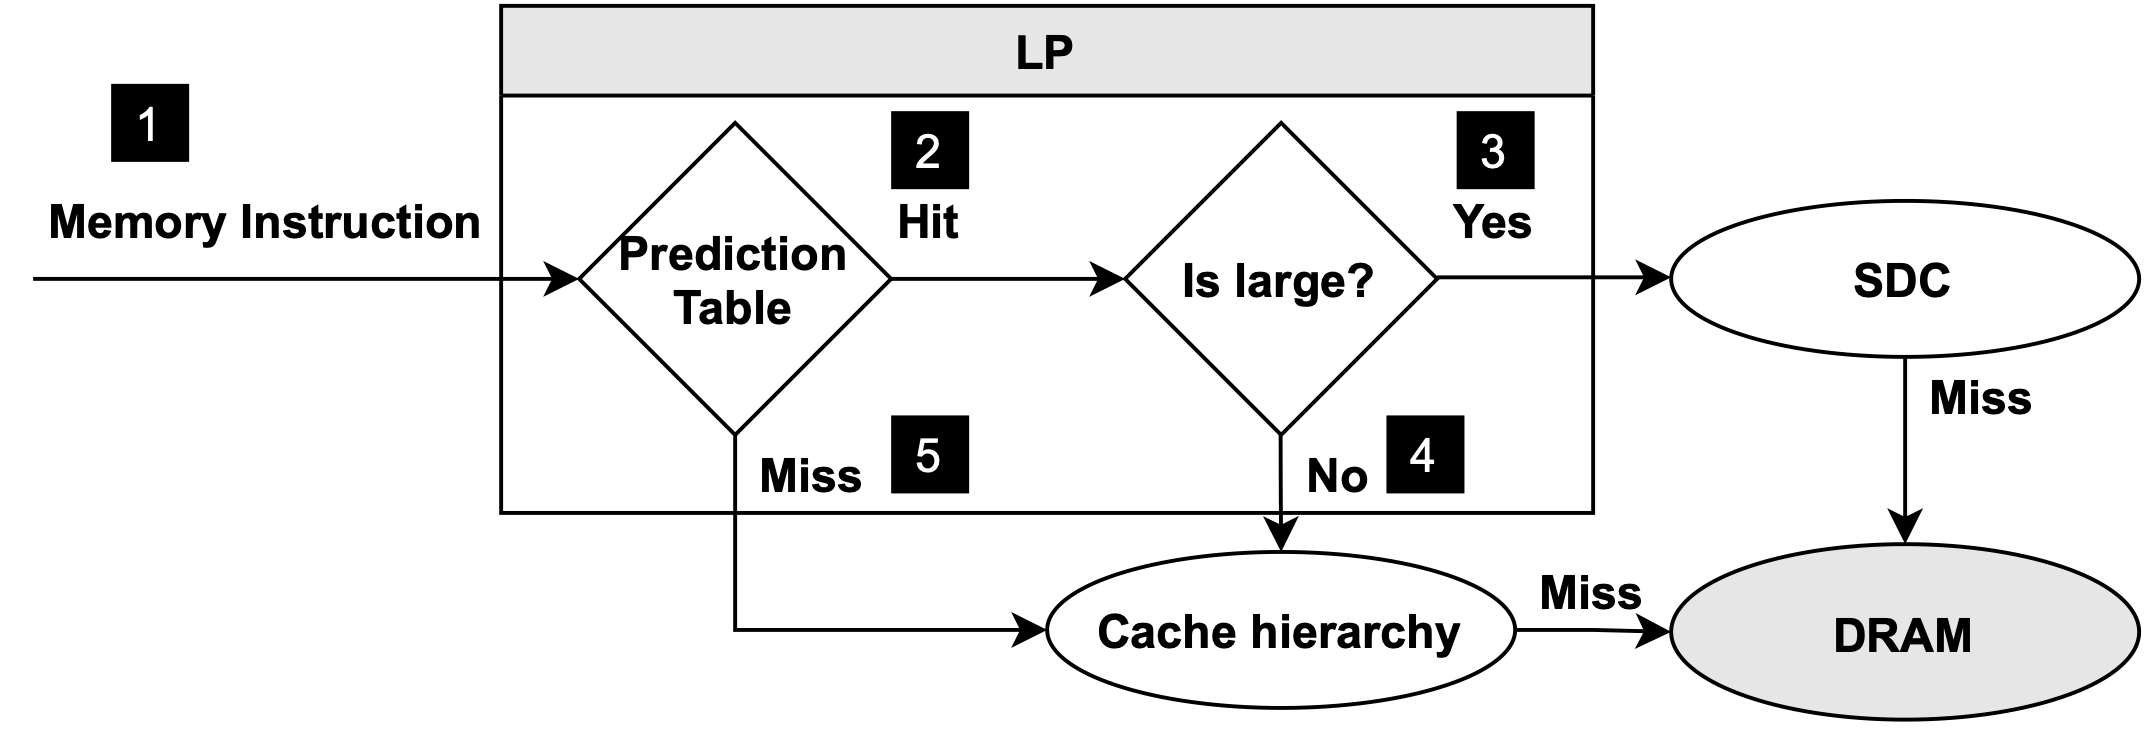 LP
1
Memory Instruction
Prediction
Table
2
Hit
Is large?
3
Yes
SDC
Miss
5
Miss
No
4
Cache hierarchy
Miss
DRAM